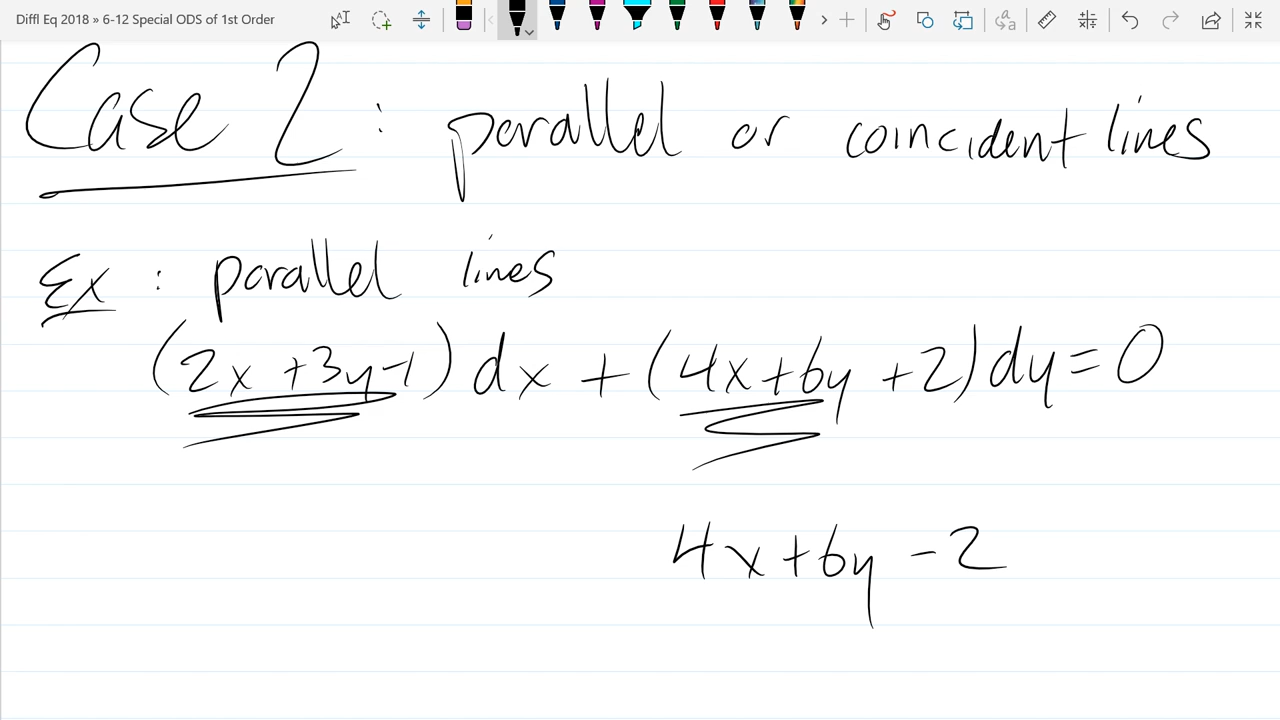 Diffl Eq 2018 » 6-12 Special ODS of 1st Order
Case 2 : parallel or coincident lines
Ex : parallel lines
(2x+3y-1)dx+(4x+6y+2)dy=0
4x+6y-2